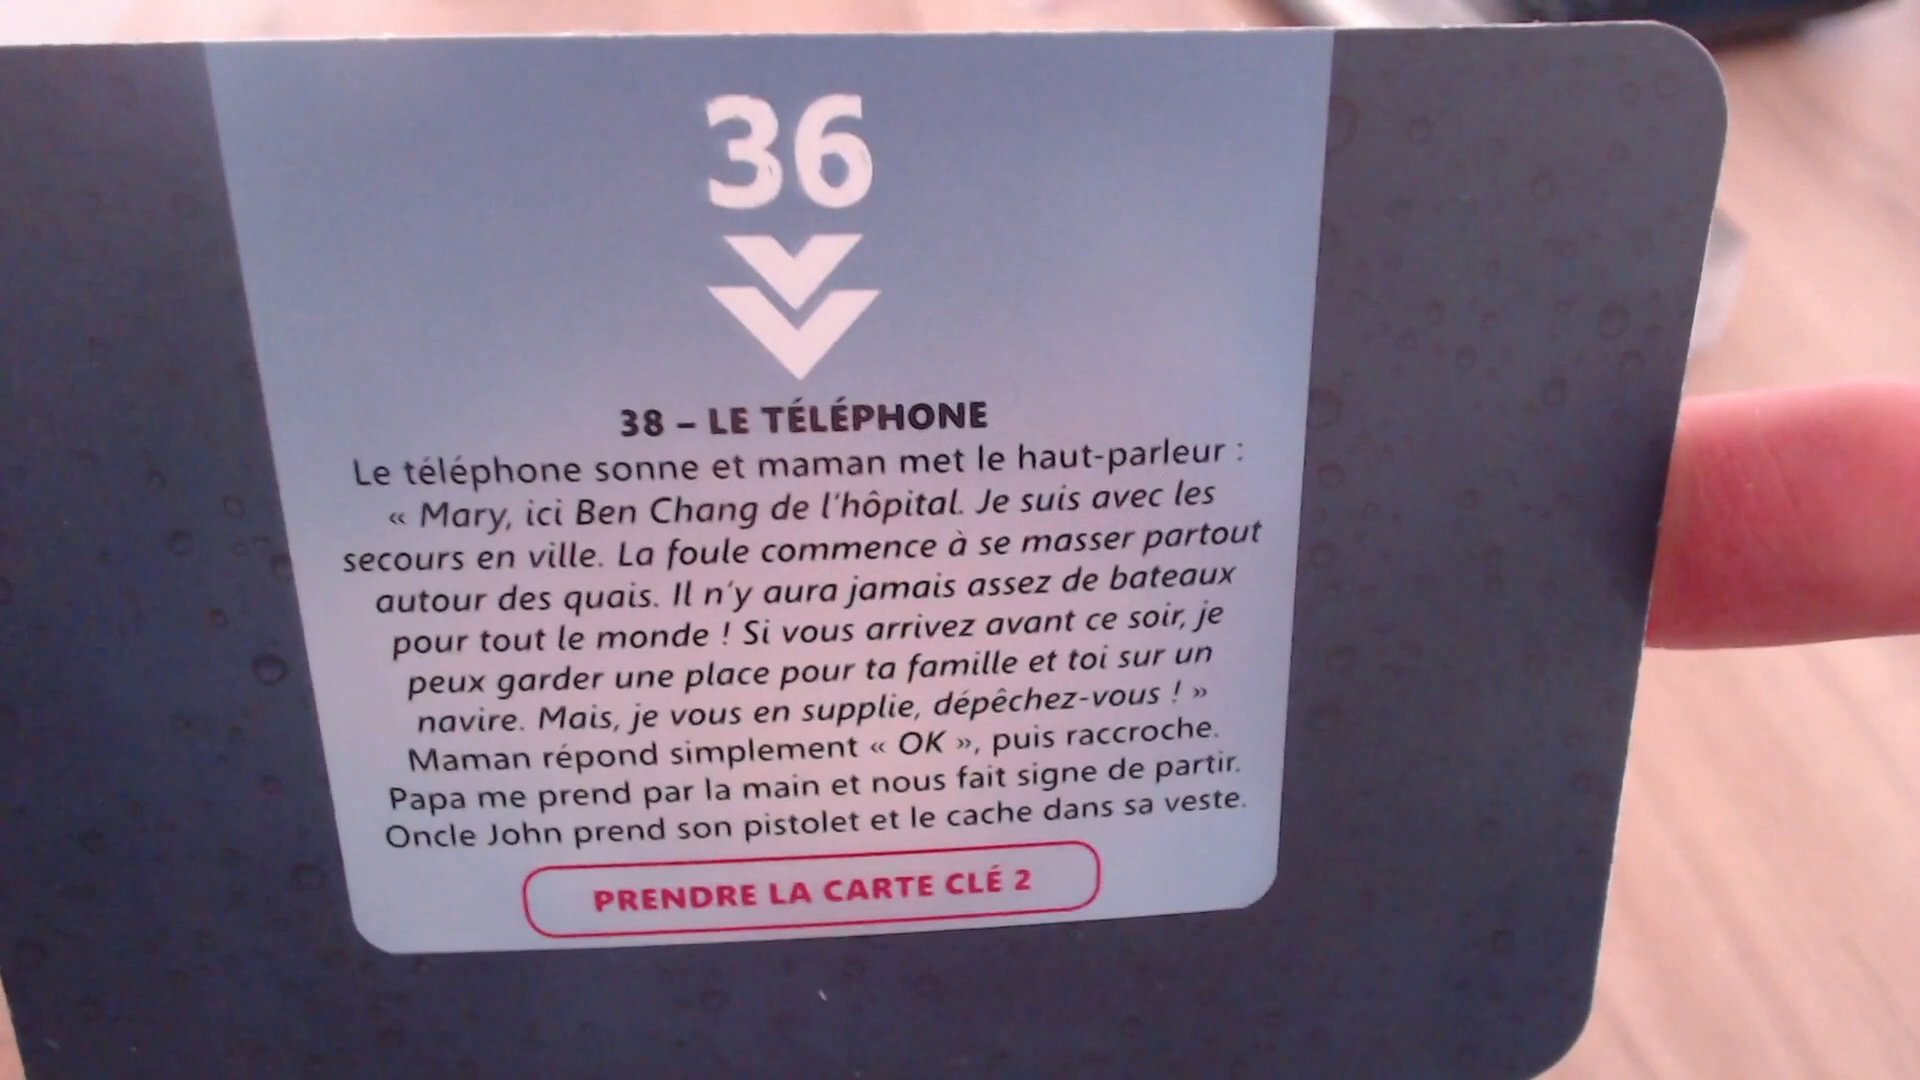 36
38 – LE TÉLÉPHONE
Le téléphone sonne et maman met le haut-parleur :
« Mary, ici Ben Chang de l'hôpital. Je suis avec les
secours en ville. La foule commence à se masser partout
autour des quais. Il n'y aura jamais assez de bateaux
pour tout le monde ! Si vous arrivez avant ce soir, je
peux garder une place pour ta famille et toi sur un
navire. Mais, je vous en supplie, dépêchez-vous ! »
Maman répond simplement « OK », puis raccroche.
Papa me prend par la main et nous fait signe de partir.
Oncle John prend son pistolet et le cache dans sa veste.
PRENDRE LA CARTE CLÉ 2